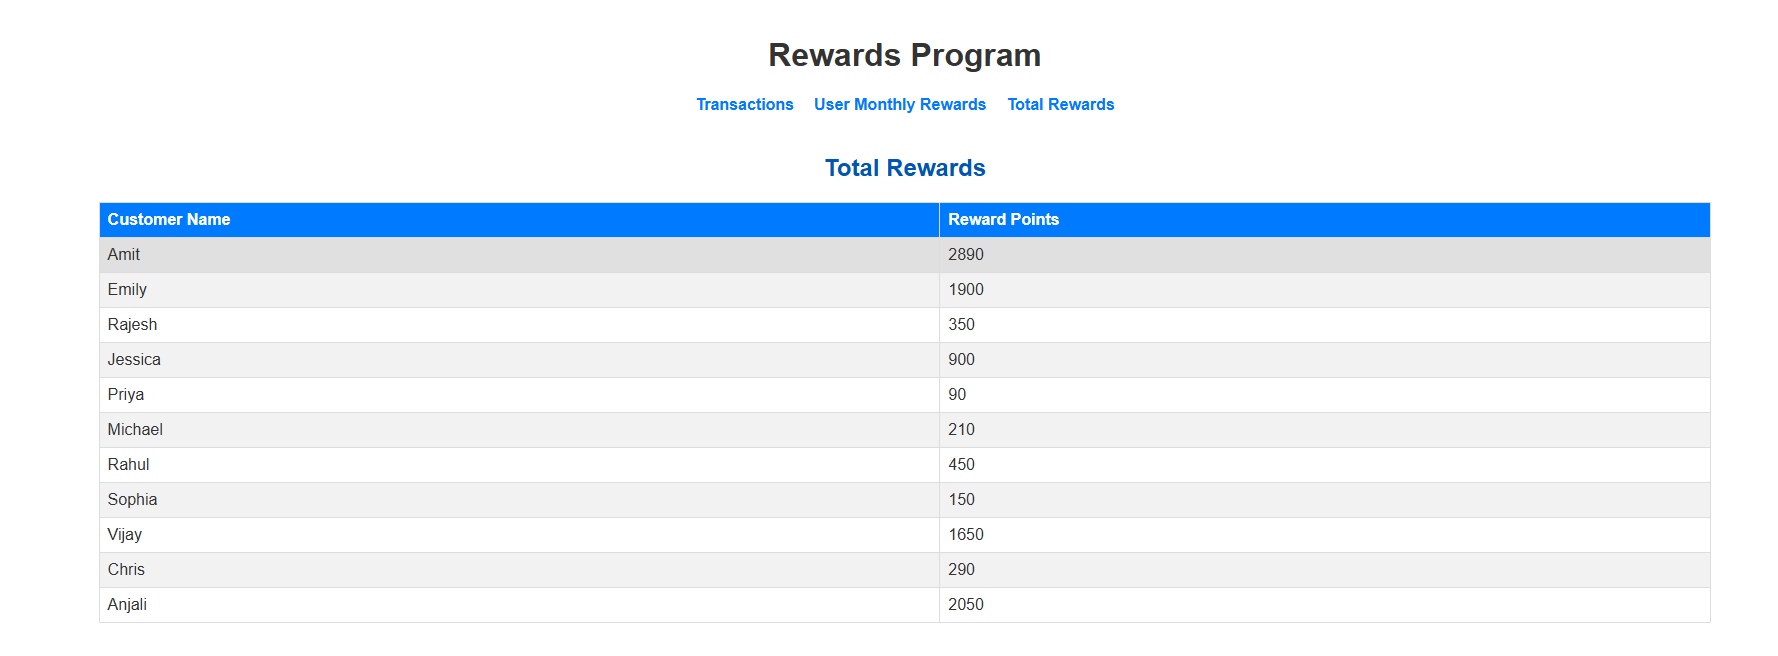 Rewards Program
Transactions User Monthly Rewards Total Rewards
Total Rewards
Customer Name Reward Points
Amit 2890
Emily 1900
Rajesh 350
Jessica 900
Priya 90
Michael 210
Rahul 450
Sophia 150
Vijay 1650
Chris 290
Anjali 2050